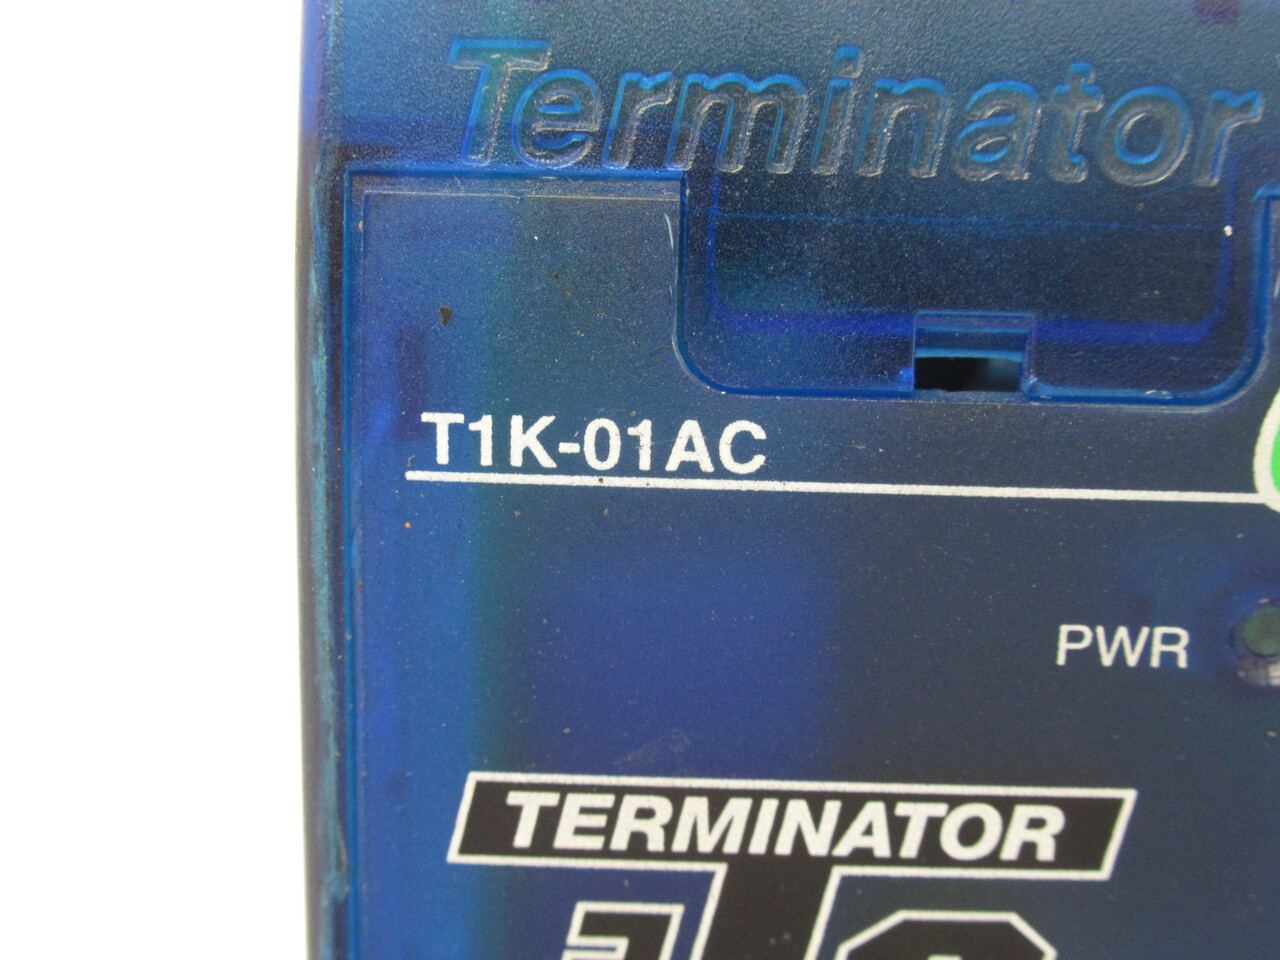 Terminator
T1K-01AC
PWR
TERMINATOR